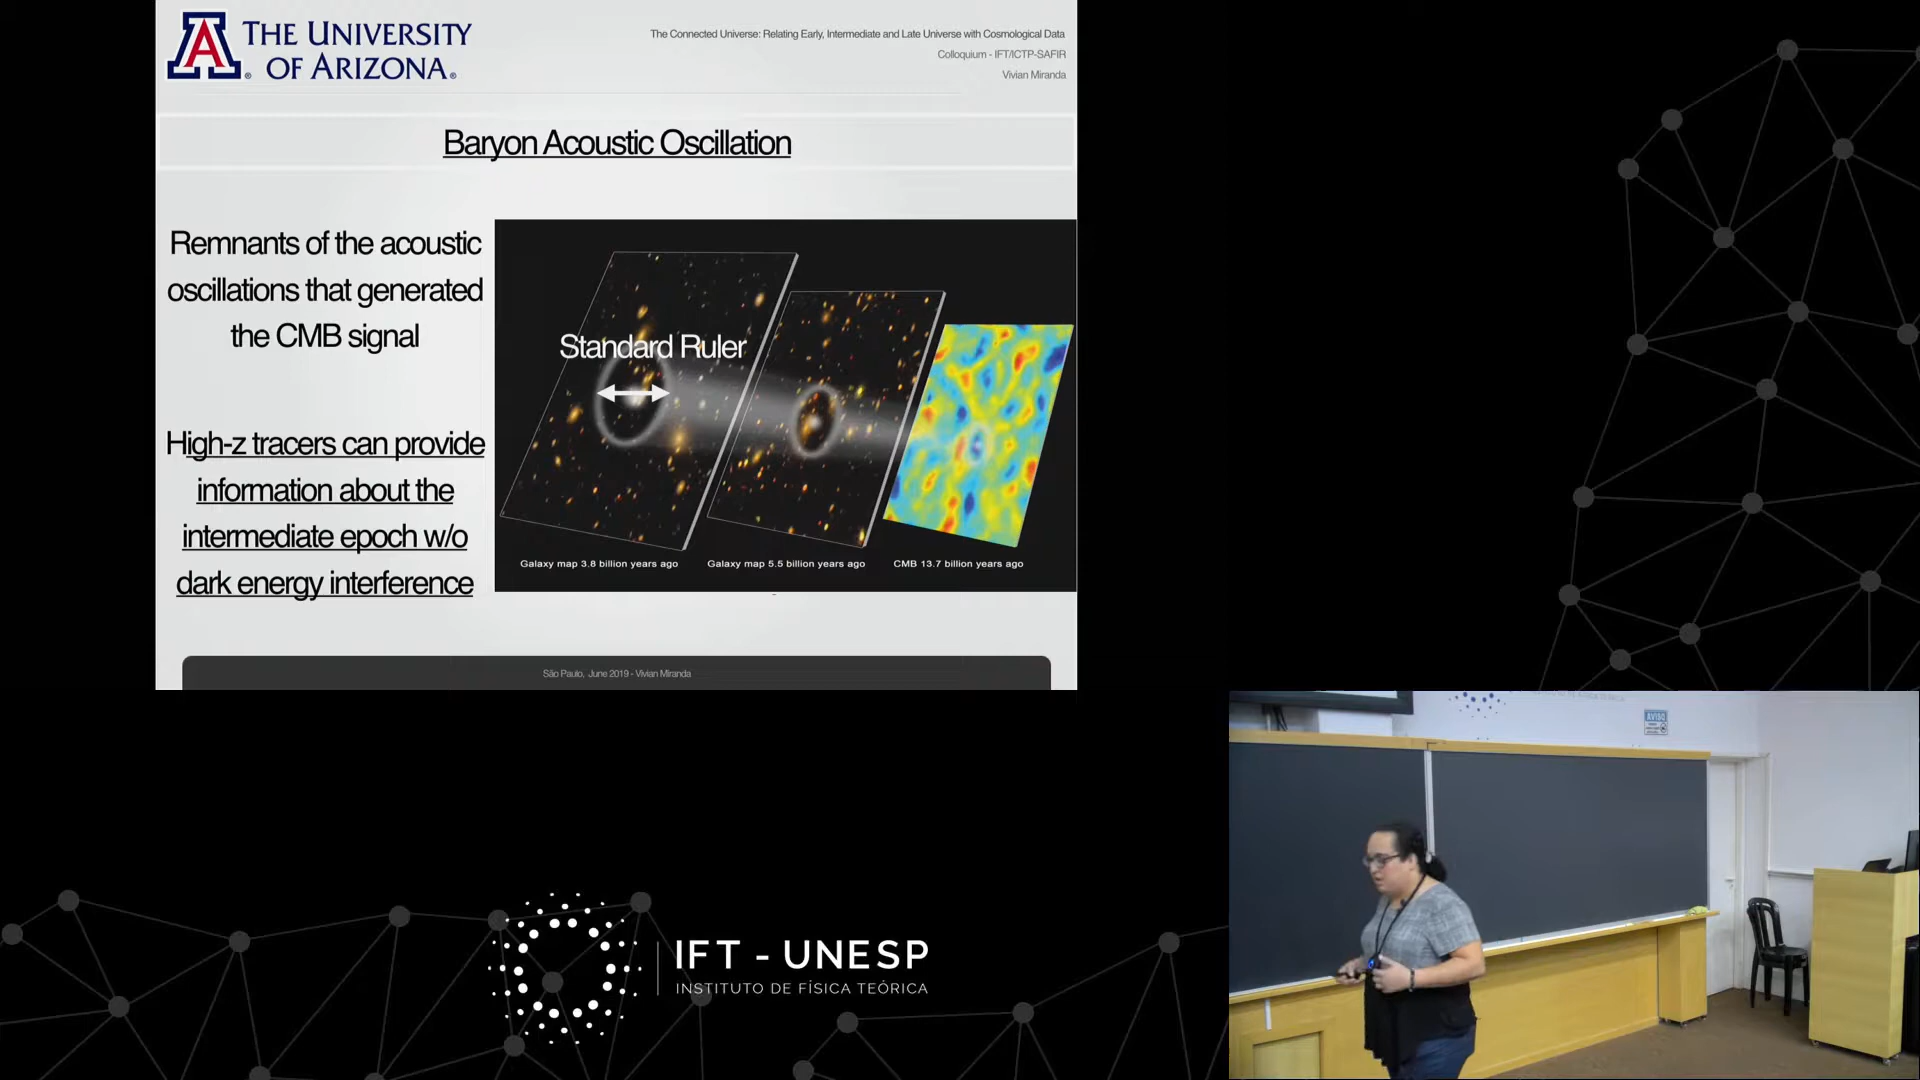 THE UNIVERSITY
OF ARIZONA.
The Connected Universe: Relating Early, Intermediate and Late Universe with Cosmological Data
Colloquium - IFT/ICTP-SAFIR
Vivian Miranda
Baryon Acoustic Oscillation
Remnants of the acoustic
oscillations that generated
the CMB signal
High-z tracers can provide
information about the
intermediate epoch w/o
dark energy interference
Standard Ruler
Galaxy map 3.8 billion years ago
Galaxy map 5.5 billion years ago
CMB 13.7 billion years ago
São Paulo, June 2019 - Vivian Miranda
AVISO
IFT - UNESP
INSTITUTO DE FÍSICA TEÓRICA